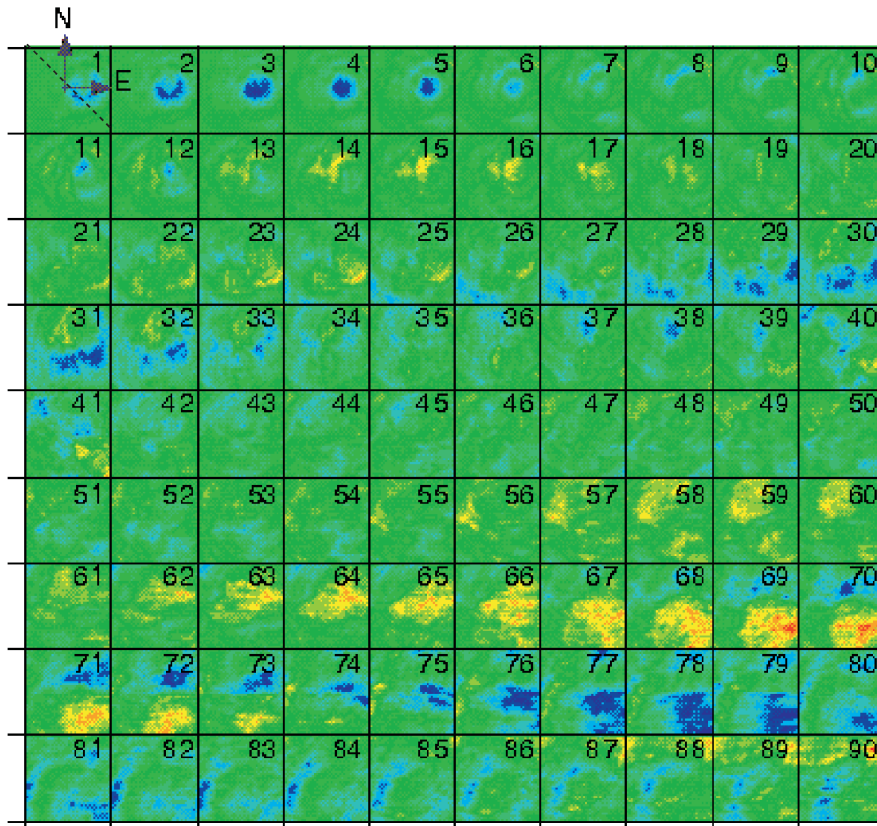 N
E
1 2 3 4 5 6 7 8 9 10
11 12 13 14 15 16 17 18 19 20
21 22 23 24 25 26 27 28 29 30
31 32 33 34 35 36 37 38 39 40
41 42 43 44 45 46 47 48 49 50
51 52 53 54 55 56 57 58 59 60
61 62 63 64 65 66 67 68 69 70
71 72 73 74 75 76 77 78 79 80
81 82 83 84 85 86 87 88 89 90